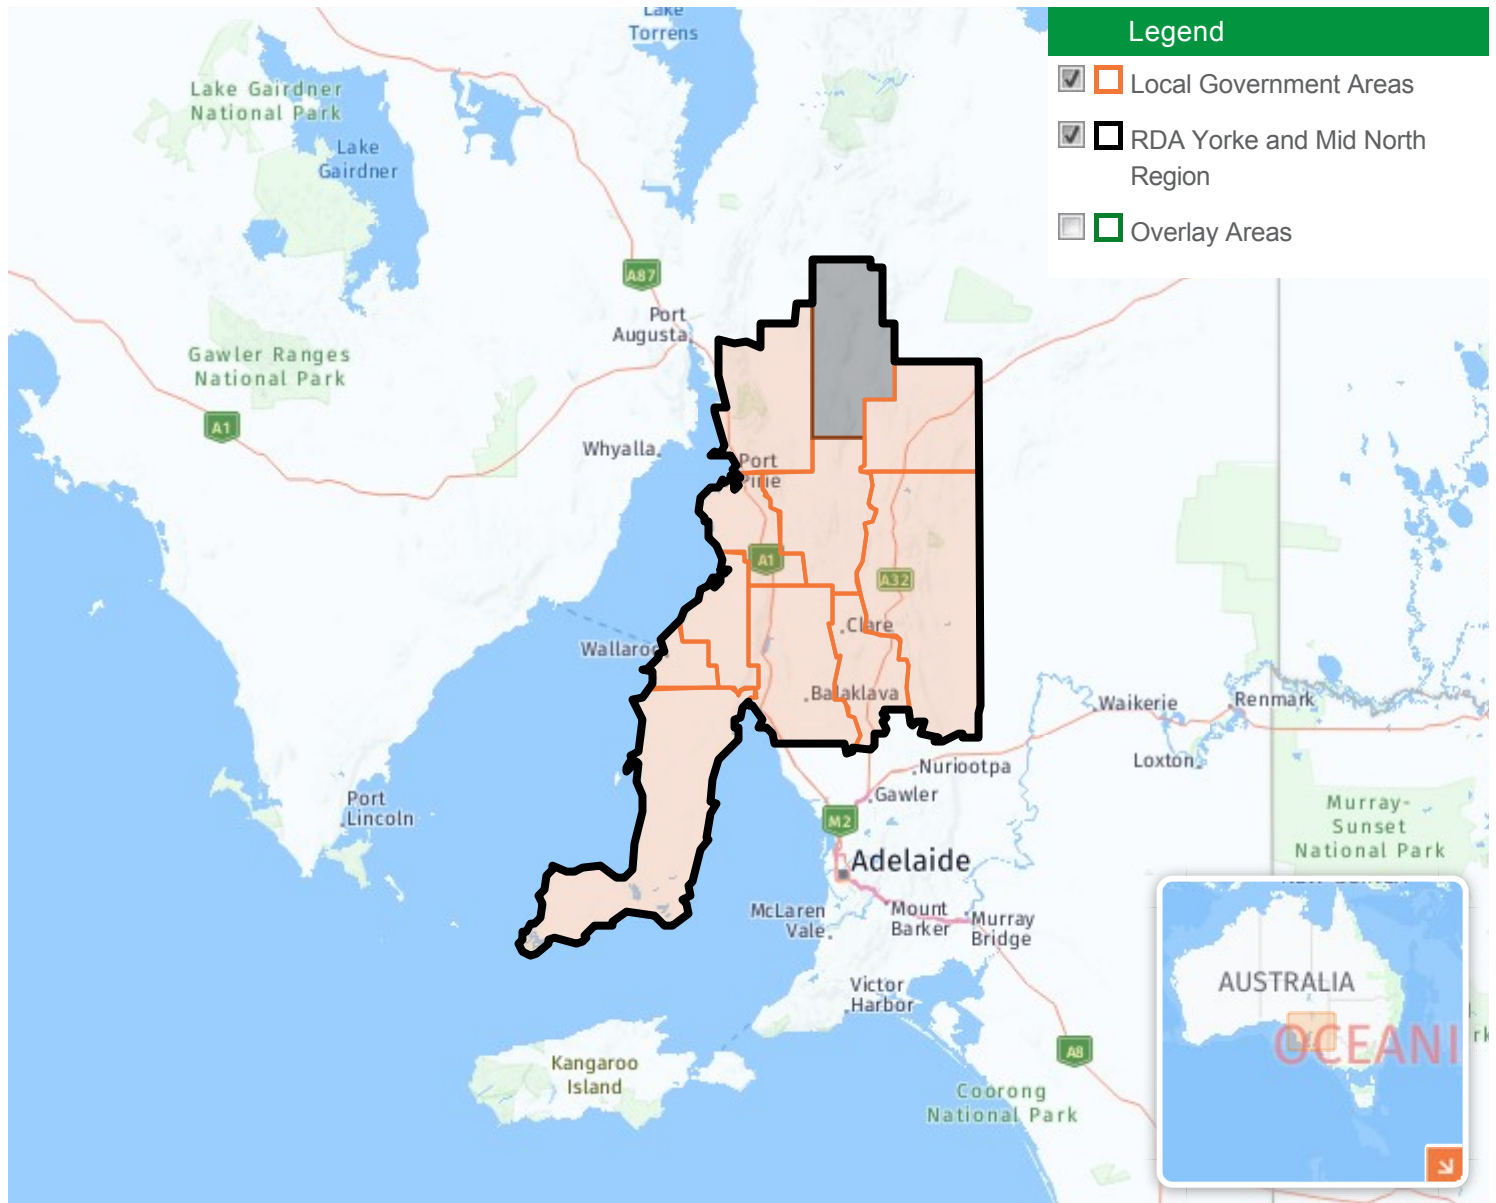 Lake
Torrens
Legend
Local Government Areas
RDA Yorke and Mid North
Region
Overlay Areas
Lake Gairdner
National Park
Lake
Gairdner
A87
Port
Augusta
Gawler Ranges
National Park
A1
Whyalla
Port
Pirie
A1
A32
Clare
Wallaroo
Balaklava
Waikerie
Renmark
Loxton
Nuriootpa
Gawler
Port
Lincoln
M2
Murray-
Sunset
National Park
Adelaide
McLaren
Vale
Mount
Barker
Murray
Bridge
Victor
Harbor
AUSTRALIA
OCEANI
A8
Kangaroo
Island
Coorong
National Park